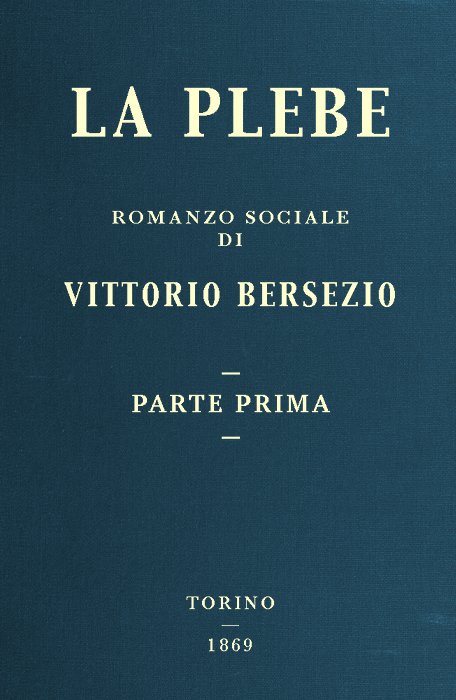 LA PLEBE
ROMANZO SOCIALE
DI
VITTORIO BERSEZIO
—
PARTE PRIMA
—
TORINO
—
1869